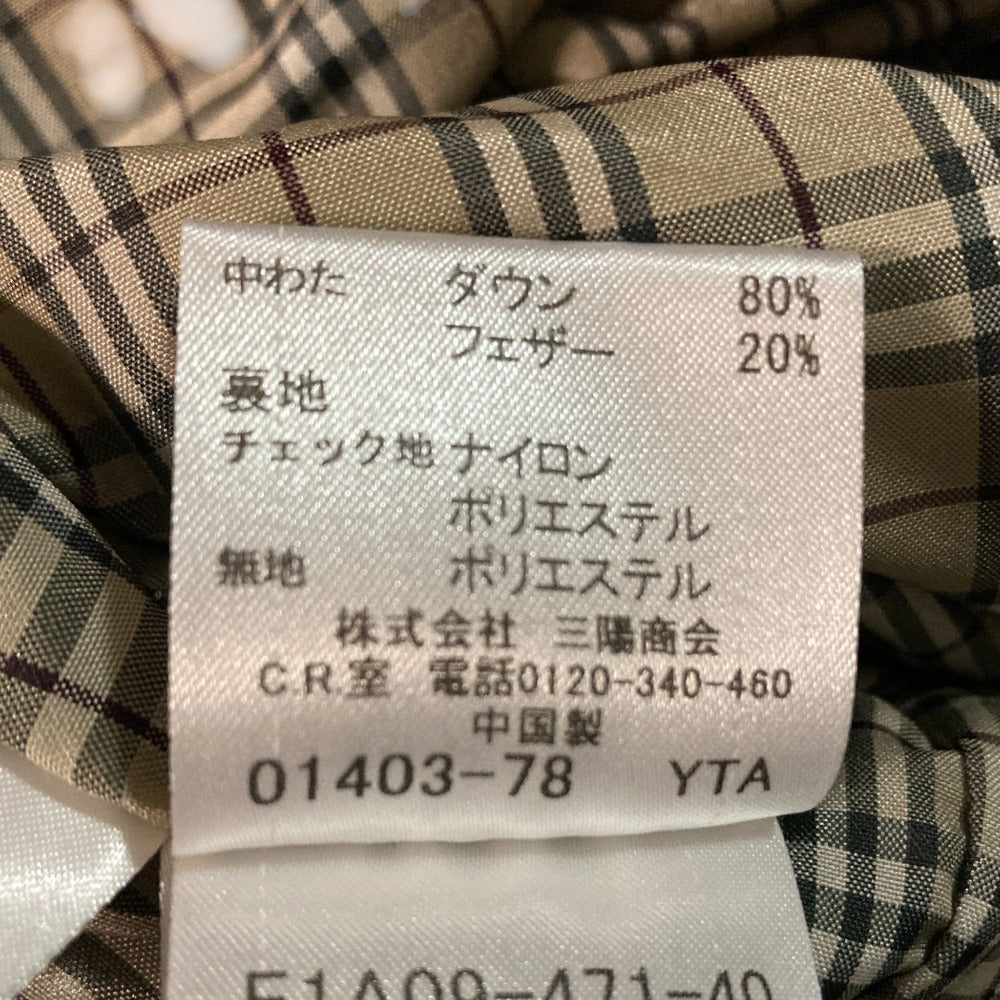 中わた ダウン 80%
フェザー 20%
裏地
チェック地 ナイロン
ポリエステル
無地 ポリエステル
株式会社 三陽商会
C.R.室 電話0120-340-460
中国製
01403-78 YTA
E1A09-471-49